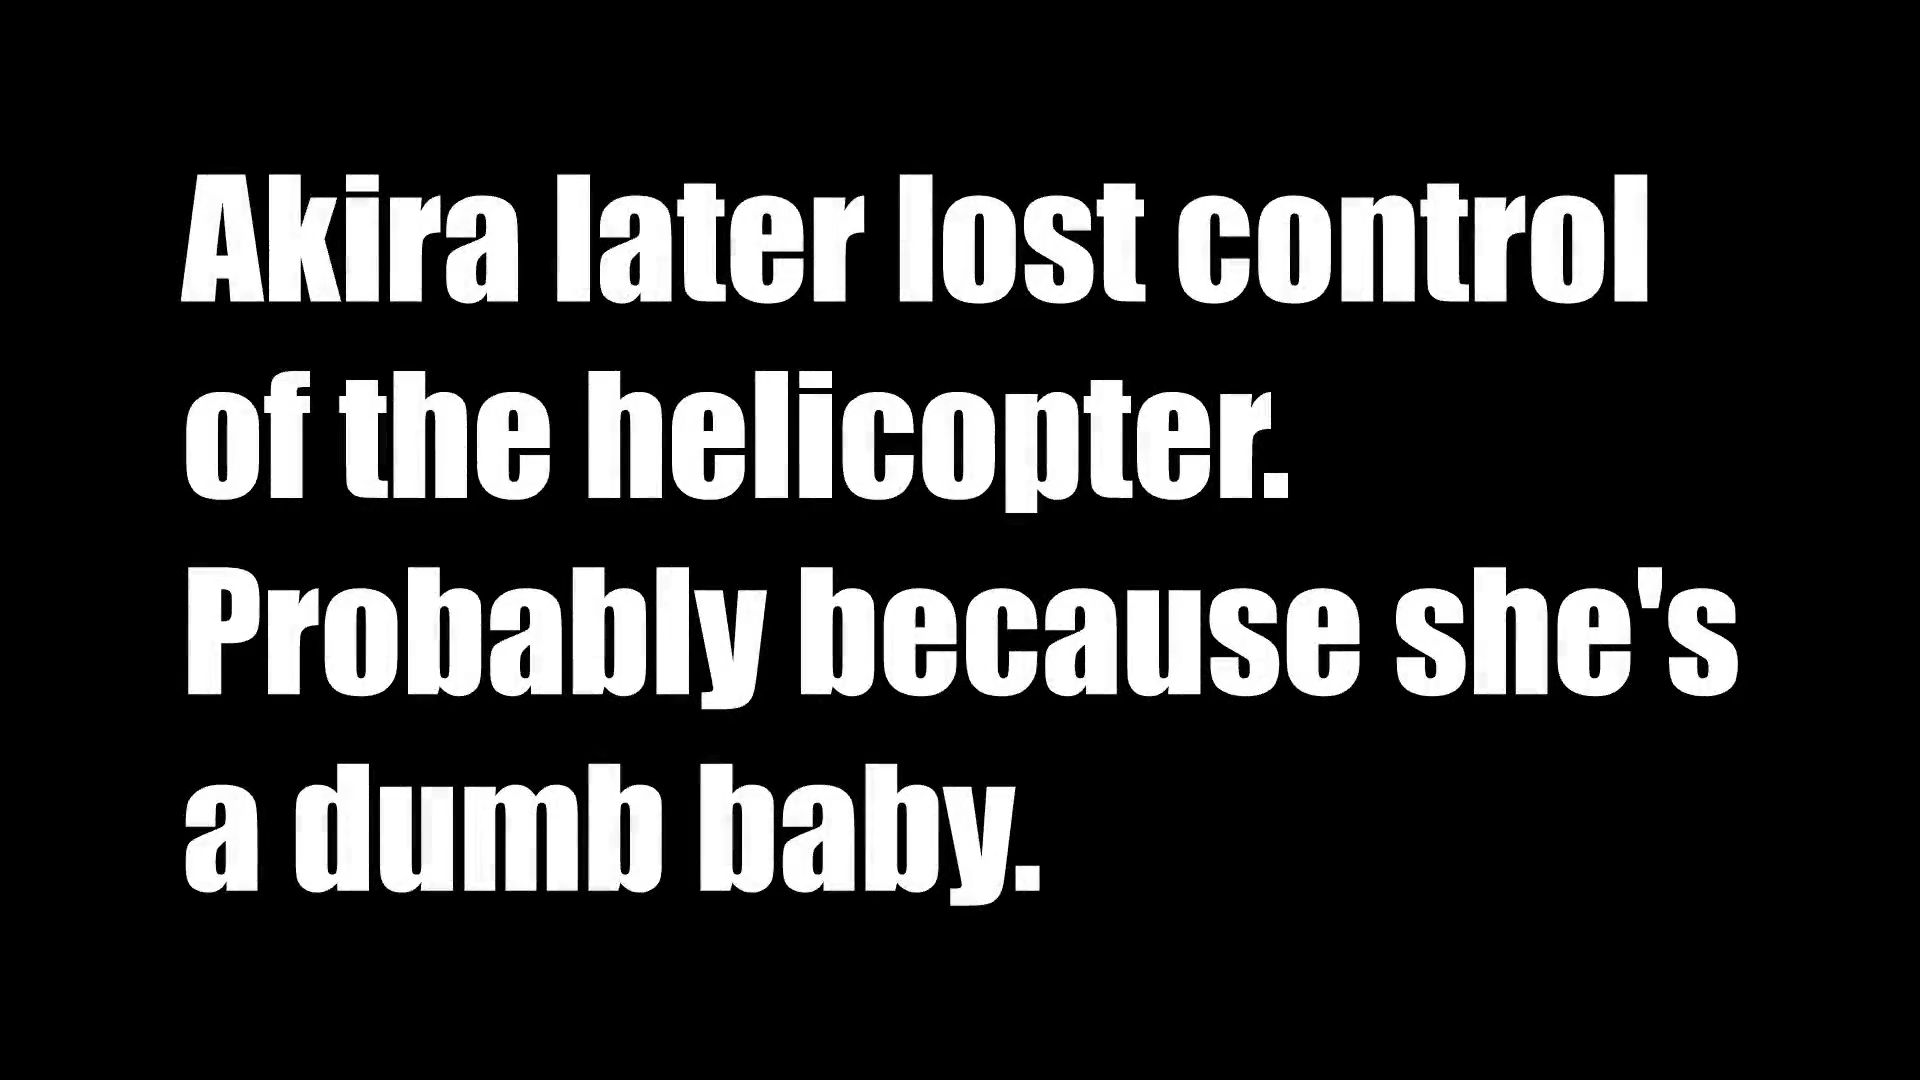 Akira later lost control
of the helicopter.
Probably because she's
a dumb baby.